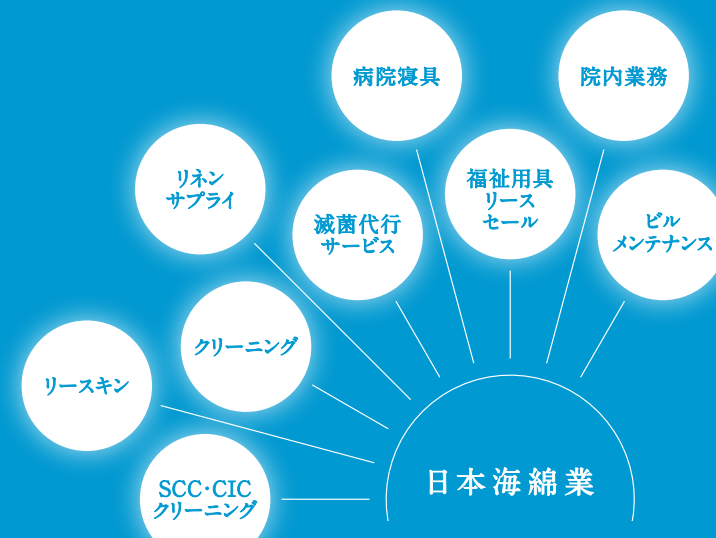 病院寝具
院内業務
リネン
サプライ
滅菌代行
サービス
福祉用具
リース
セール
ビル
メンテナンス
クリーニング
リースキン
SCC·CIC
クリーニング
日本海綿業